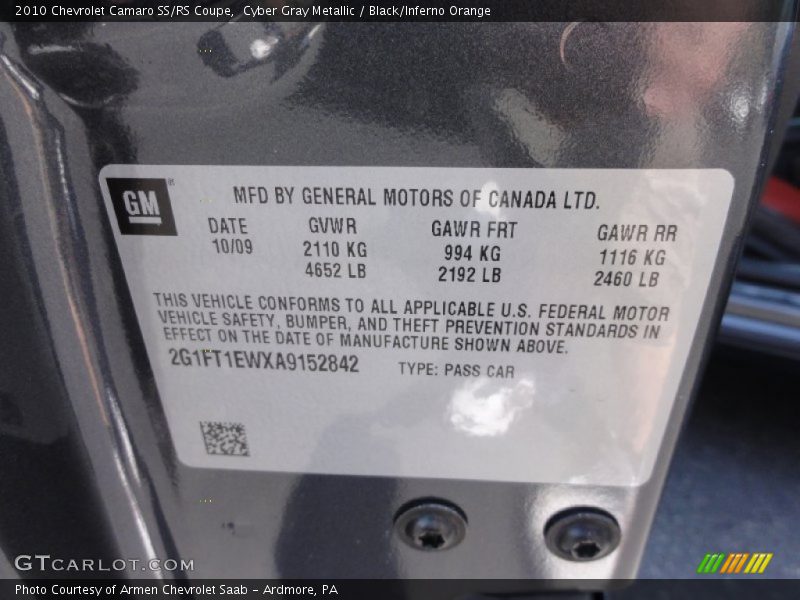 2010 Chevrolet Camaro SS/RS Coupe, Cyber Gray Metallic / Black/Inferno Orange
GM
MFD BY GENERAL MOTORS OF CANADA LTD.
DATE GVWR GAWR FRT GAWR RR
10/09 2110 KG 994 KG 1116 KG
4652 LB 2192 LB 2460 LB
THIS VEHICLE CONFORMS TO ALL APPLICABLE U.S. FEDERAL MOTOR
VEHICLE SAFETY, BUMPER, AND THEFT PREVENTION STANDARDS IN
EFFECT ON THE DATE OF MANUFACTURE SHOWN ABOVE.
2G1FT1EWXA9152842 TYPE: PASS CAR
GTCARLOT.COM
Photo Courtesy of Armen Chevrolet Saab - Ardmore, PA